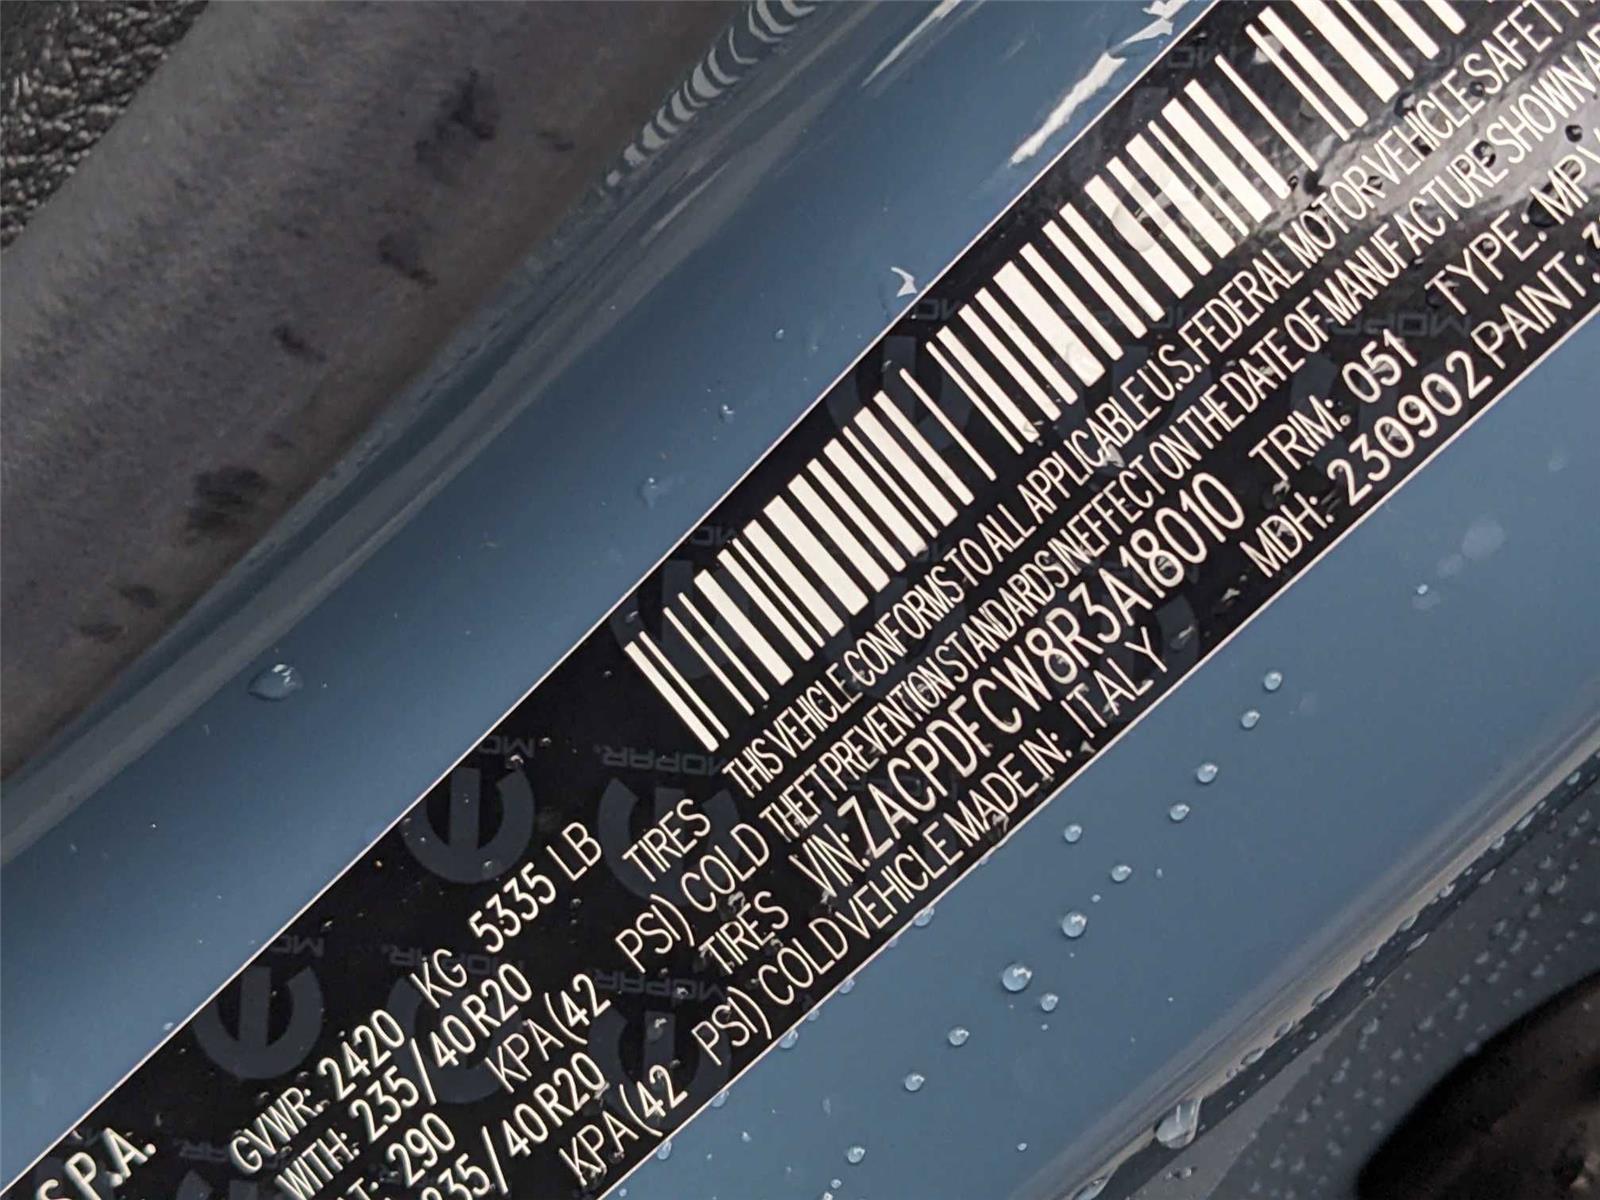 S.P.A.
GVWR: 2420 KG 5335 LB
WITH: 235/40R20 TIRES
AT: 290 KPA(42 PSI) COLD
235/40R20 TIRES
KPA(42 PSI) COLD
THIS VEHICLE CONFORMS TO ALL APPLICABLE U.S. FEDERAL MOTOR VEHICLE SAFETY
THEFT PREVENTION STANDARDS IN EFFECT ON THE DATE OF MANUFACTURE SHOWN
VIN: ZACPDFCW8R3A18010 TRIM: 051 TYPE: MPV
VEHICLE MADE IN: ITALY MDH: 230902 PAINT:
MOPAR.